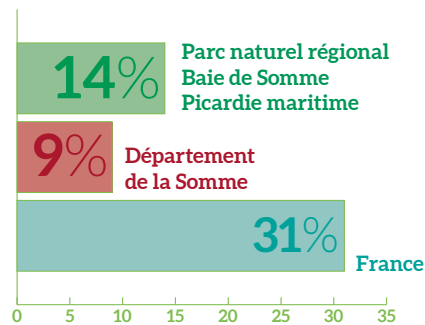 14%
Parc naturel régional
Baie de Somme
Picardie maritime
9%
Département
de la Somme
31%
France
0 5 10 15 20 25 30 35